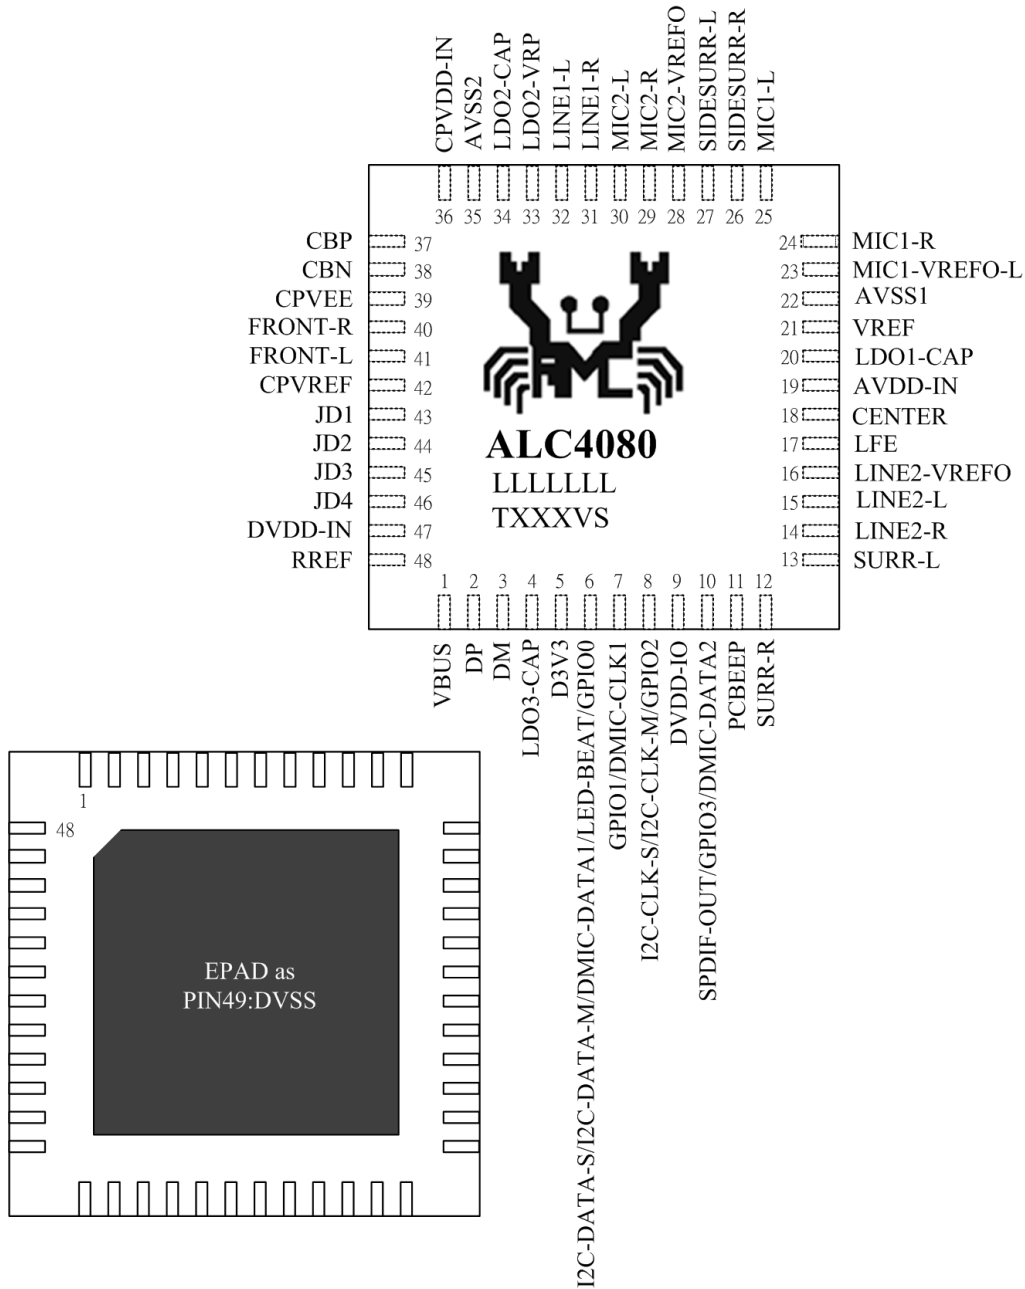 CPVDD-IN
AVSS2
LDO2-CAP
LDO2-VRP
LINE1-L
LINE1-R
MIC2-L
MIC2-R
MIC2-VREFO
SIDESURR-L
SIDESURR-R
MIC1-L
36 35 34 33 32 31 30 29 28 27 26 25
CBP 37
CBN 38
CPVEE 39
FRONT-R 40
FRONT-L 41
CPVREF 42
JD1 43
JD2 44
JD3 45
JD4 46
DVDD-IN 47
RREF 48
ALC4080
LLLLLLL
TXXXVS
24 MIC1-R
23 MIC1-VREFO-L
22 AVSS1
21 VREF
20 LDO1-CAP
19 AVDD-IN
18 CENTER
17 LFE
16 LINE2-VREFO
15 LINE2-L
14 LINE2-R
13 SURR-L
1 2 3 4 5 6 7 8 9 10 11 12
VBUS
DP
DM
LDO3-CAP
D3V3
I2C-DATA-S/I2C-DATA-M/DMIC-DATA1/LED-BEAT/GPIO0
GPIO1/DMIC-CLK1
I2C-CLK-S/I2C-CLK-M/GPIO2
DVDD-IO
SPDIF-OUT/GPIO3/DMIC-DATA2
PCBEEP
SURR-R
1
48
EPAD as
PIN49:DVSS